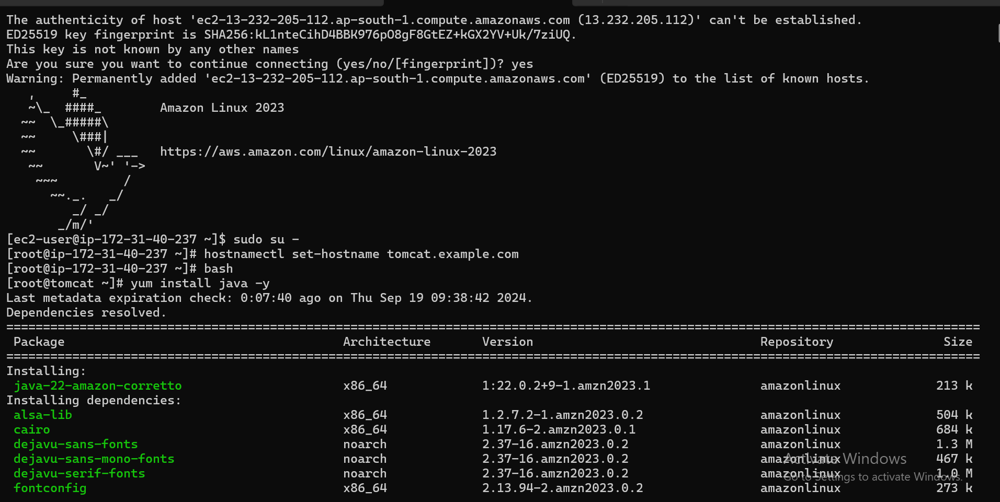 The authenticity of host 'ec2-13-232-205-112.ap-south-1.compute.amazonaws.com (13.232.205.112)' can't be established.
ED25519 key fingerprint is SHA256:kL1nteCihD4BBK976pO8gF8GtEZ+kGX2YV+Uk/7ziUQ.
This key is not known by any other names
Are you sure you want to continue connecting (yes/no/[fingerprint])? yes
Warning: Permanently added 'ec2-13-232-205-112.ap-south-1.compute.amazonaws.com' (ED25519) to the list of known hosts.
   ,     #_
   ~\_  ####_        Amazon Linux 2023
  ~~  \_#####\
  ~~     \###|
  ~~       \#/ ___   https://aws.amazon.com/linux/amazon-linux-2023
   ~~       V~' '->
    ~~~         /
      ~~._.   _/
         _/ _/
       _/m/'
[ec2-user@ip-172-31-40-237 ~]$ sudo su -
[root@ip-172-31-40-237 ~]# hostnamectl set-hostname tomcat.example.com
[root@ip-172-31-40-237 ~]# bash
[root@tomcat ~]# yum install java -y
Last metadata expiration check: 0:07:40 ago on Thu Sep 19 09:38:42 2024.
Dependencies resolved.
=====================================================================================================================================
 Package                                      Architecture       Version                               Repository               Size
=====================================================================================================================================
Installing:
 java-22-amazon-corretto                      x86_64             1:22.0.2+9-1.amzn2023.1               amazonlinux             213 k
Installing dependencies:
 alsa-lib                                     x86_64             1.2.7.2-1.amzn2023.0.2                amazonlinux             504 k
 cairo                                        x86_64             1.17.6-2.amzn2023.0.1                 amazonlinux             684 k
 dejavu-sans-fonts                            noarch             2.37-16.amzn2023.0.2                  amazonlinux             1.3 M
 dejavu-sans-mono-fonts                       noarch             2.37-16.amzn2023.0.2                  amazonlinux             467 k
 dejavu-serif-fonts                           noarch             2.37-16.amzn2023.0.2                  amazonlinux             1.0 M
 fontconfig                                   x86_64             2.13.94-2.amzn2023.0.2                amazonlinux             273 k
Activate Windows
Go to Settings to activate Windows.